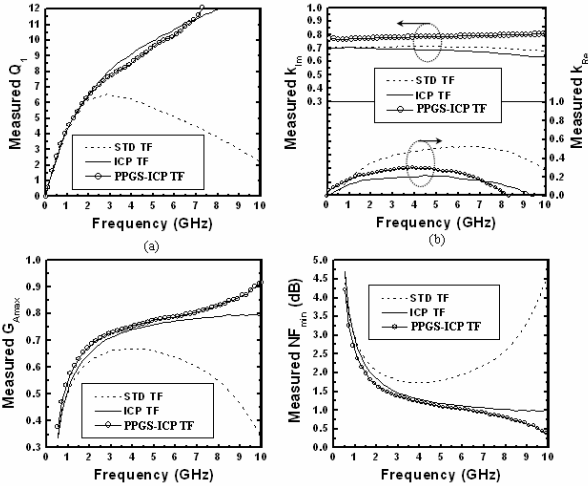 12
11
10
9
8
7
6
5
4
3
2
1
0
Measured Q1
STD TF
ICP TF
PPGS-ICP TF
0 1 2 3 4 5 6 7 8 9 10
Frequency (GHz)
(a)
1.0
0.9
0.8
0.7
0.6
0.5
0.4
0.3
Measured kIm
STD TF
ICP TF
PPGS-ICP TF
1.0
0.8
0.6
0.4
0.2
0.0
Measured kRe
0 1 2 3 4 5 6 7 8 9 10
Frequency (GHz)
(b)
1.0
0.9
0.8
0.7
0.6
0.5
0.4
0.3
Measured GAmax
STD TF
ICP TF
PPGS-ICP TF
0 1 2 3 4 5 6 7 8 9 10
Frequency (GHz)
5.0
4.5
4.0
3.5
3.0
2.5
2.0
1.5
1.0
0.5
0.0
Measured NFmin (dB)
STD TF
ICP TF
PPGS-ICP TF
0 1 2 3 4 5 6 7 8 9 10
Frequency (GHz)